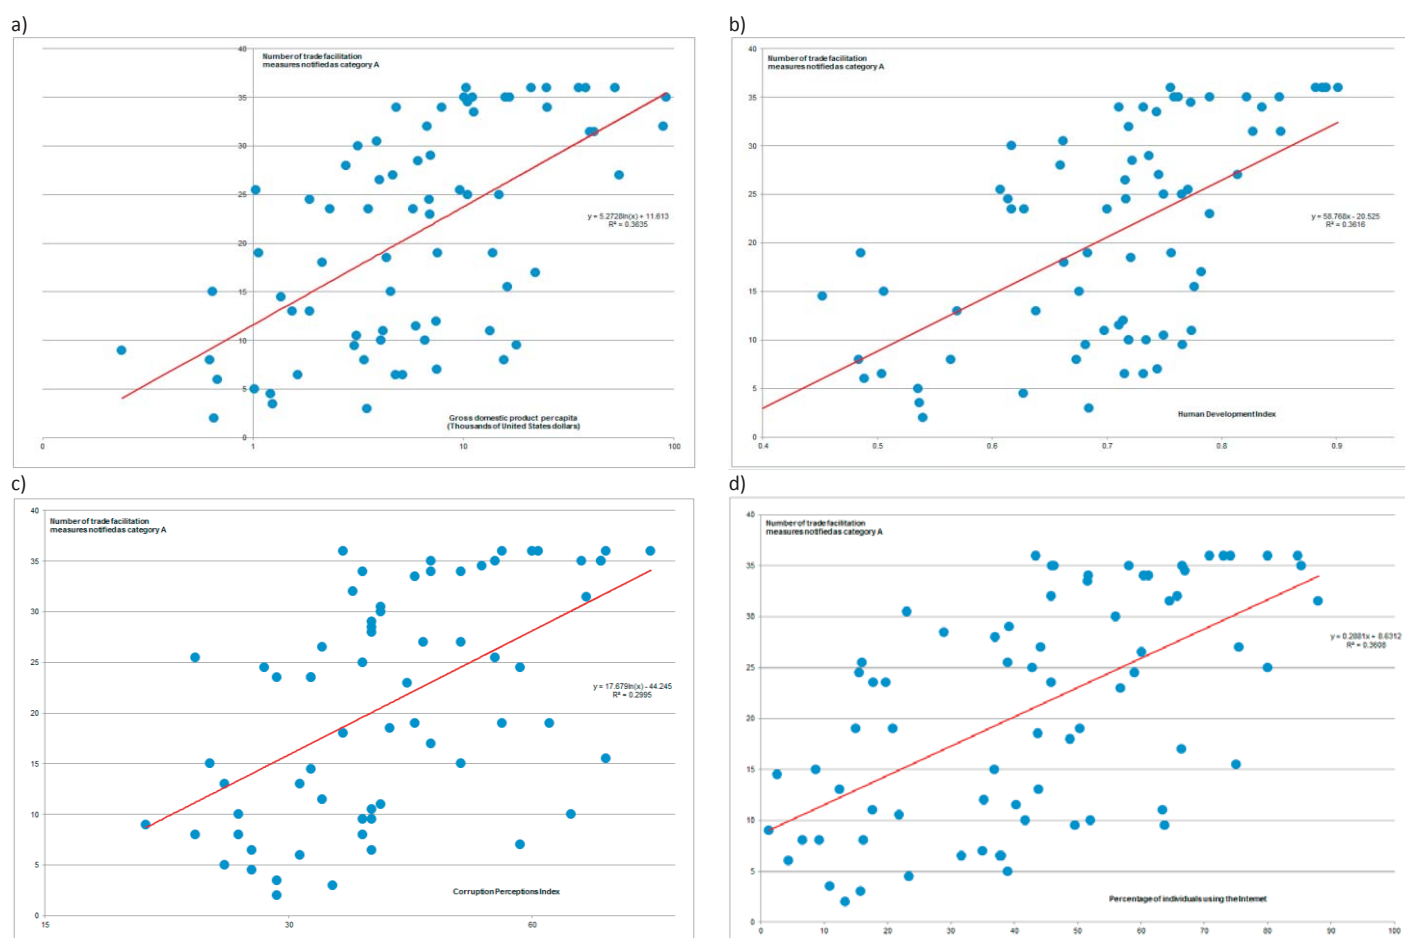 a)
40
Number of trade facilitation
measures notified as category A
35
30
25
y = 5.2728ln(x) + 11.613
R² = 0.3635
20
15
10
5
Gross domestic product per capita
(Thousands of United States dollars)
0
0 1 10 100
b)
40
Number of trade facilitation
measures notified as category A
35
30
25
y = 58.768x - 20.525
R² = 0.3616
20
15
10
5
Human Development Index
0
0.4 0.5 0.6 0.7 0.8 0.9
c)
40
Number of trade facilitation
measures notified as category A
35
30
25
y = 17.679ln(x) - 44.245
R² = 0.2995
20
15
10
5
Corruption Perceptions Index
0
15 30 60
d)
40
Number of trade facilitation
measures notified as category A
35
30
y = 0.2881x + 8.6312
R² = 0.3608
25
20
15
10
5
Percentage of individuals using the Internet
0
0 10 20 30 40 50 60 70 80 90 100